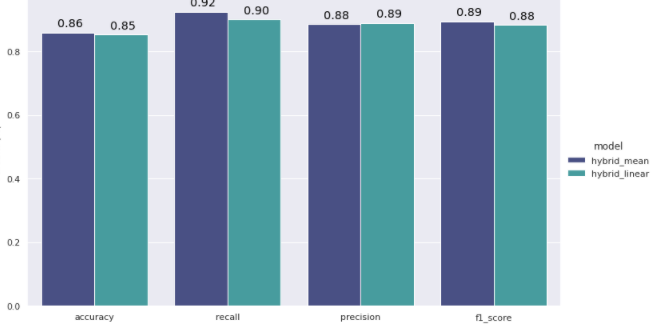 0.92
0.90
0.89
0.88
0.89
0.88
0.86
0.85
0.8
0.6
0.4
0.2
0.0
accuracy
recall
precision
f1_score
model
hybrid_mean
hybrid_linear